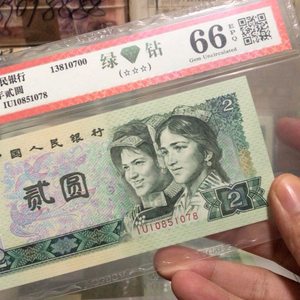 民银行
13810700
绿 钻
(☆☆☆)
66
EPQ
Gem Uncirculated
年贰圆
IU10851078
中国人民银行
2
贰圆
IU10851078
2